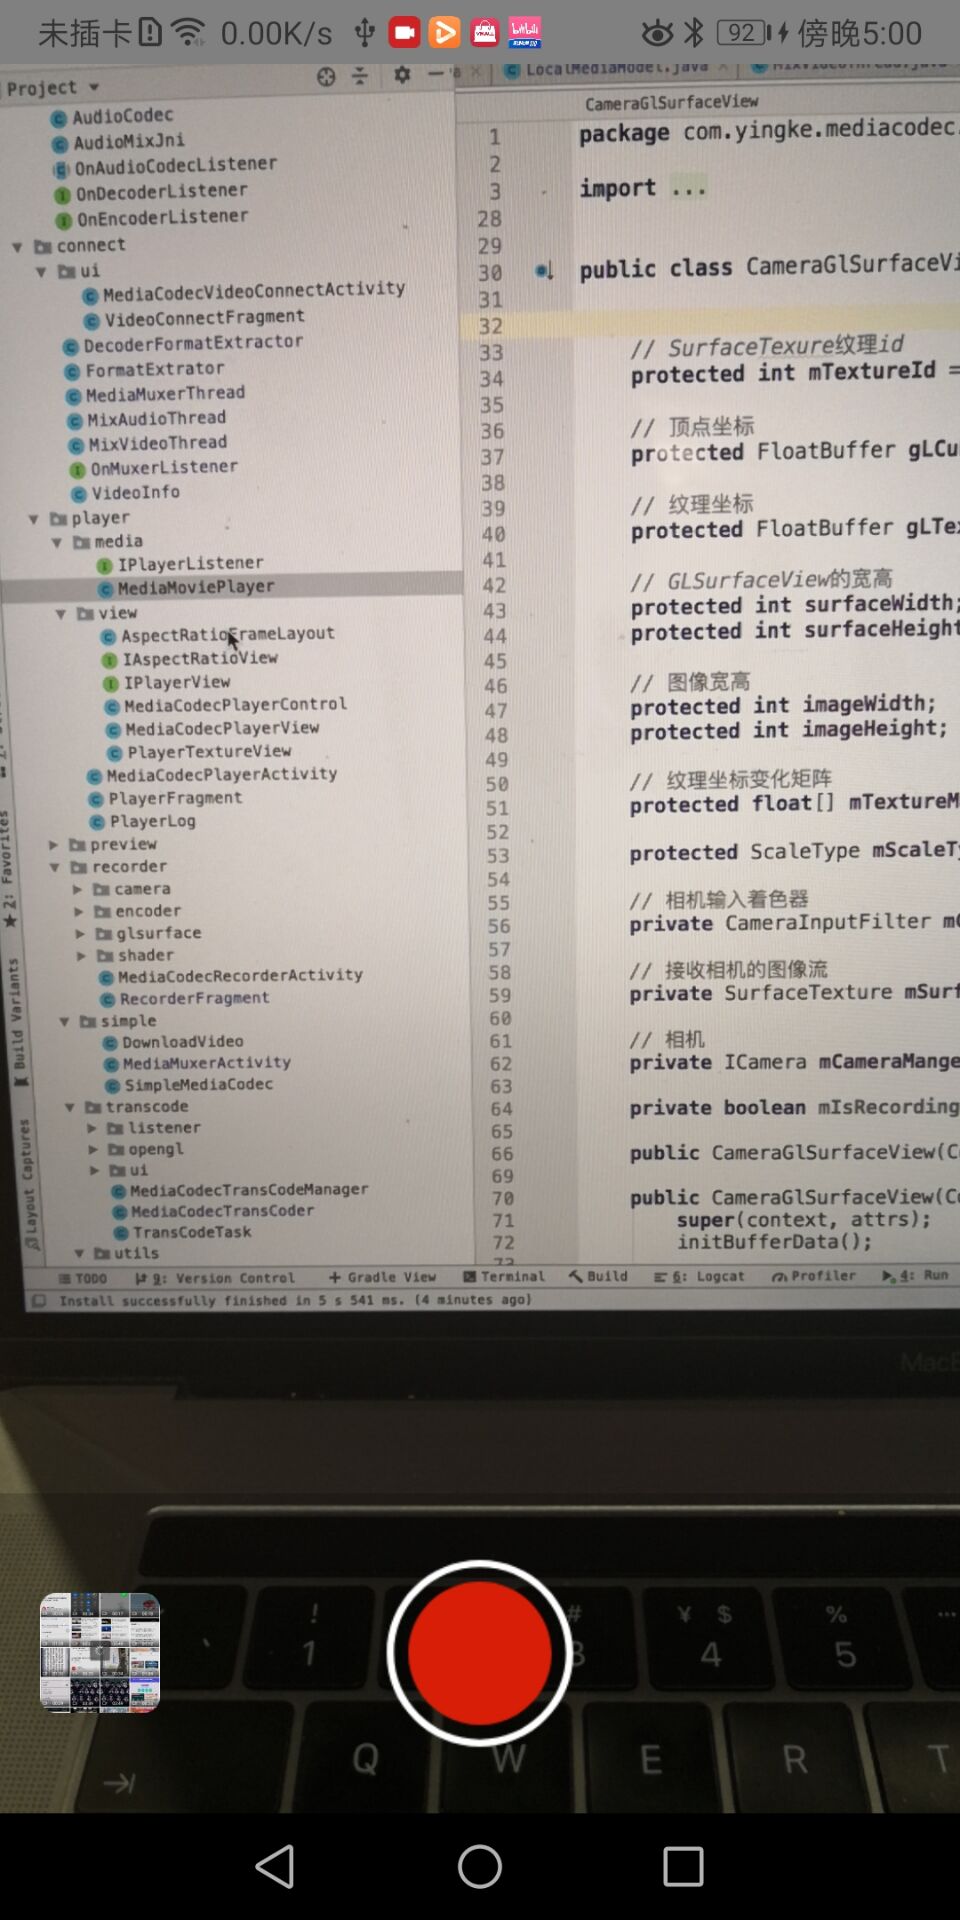 未插卡 0.00K/s 92 傍晚5:00
Project
AudioCodec
AudioMixJni
OnAudioCodecListener
OnDecoderListener
OnEncoderListener
connect
ui
MediaCodecVideoConnectActivity
VideoConnectFragment
DecoderFormatExtractor
FormatExtrator
MediaMuxerThread
MixAudioThread
MixVideoThread
OnMuxerListener
VideoInfo
player
media
IPlayerListener
MediaMoviePlayer
view
AspectRatioFrameLayout
IAspectRatioView
IPlayerView
MediaCodecPlayerControl
MediaCodecPlayerView
PlayerTextureView
MediaCodecPlayerActivity
PlayerFragment
PlayerLog
preview
recorder
camera
encoder
glsurface
shader
MediaCodecRecorderActivity
RecorderFragment
simple
DownloadVideo
MediaMuxerActivity
SimpleMediaCodec
transcode
listener
opengl
ui
MediaCodecTransCodeManager
MediaCodecTransCoder
TransCodeTask
utils
2: Favorites
Build Variants
Layout Captures
LocalMediaModel.java
CameraGlSurfaceView
1 package com.yingke.mediacodec.
2
3 import ...
28
29
30 public class CameraGlSurfaceVi
31
32
33 // SurfaceTexure纹理id
34 protected int mTextureId =
35
36 // 顶点坐标
37 protected FloatBuffer gLCu
38
39 // 纹理坐标
40 protected FloatBuffer gLTex
41
42 // GLSurfaceView的宽高
43 protected int surfaceWidth;
44 protected int surfaceHeight
45
46 // 图像宽高
47 protected int imageWidth;
48 protected int imageHeight;
49
50 // 纹理坐标变化矩阵
51 protected float[] mTextureM
52
53 protected ScaleType mScaleTy
54
55 // 相机输入着色器
56 private CameraInputFilter m
57
58 // 接收相机的图像流
59 private SurfaceTexture mSurf
60
61 // 相机
62 private ICamera mCameraMange
63
64 private boolean mIsRecording
65
66 public CameraGlSurfaceView(Co
69
70 public CameraGlSurfaceView(Co
71 super(context, attrs);
72 initBufferData();
73
TODO 9: Version Control Gradle View Terminal Build 6: Logcat Profiler 4: Run
Install successfully finished in 5 s 541 ms. (4 minutes ago)
! # ¥ $ %
1 3 4 5
Q W E R T